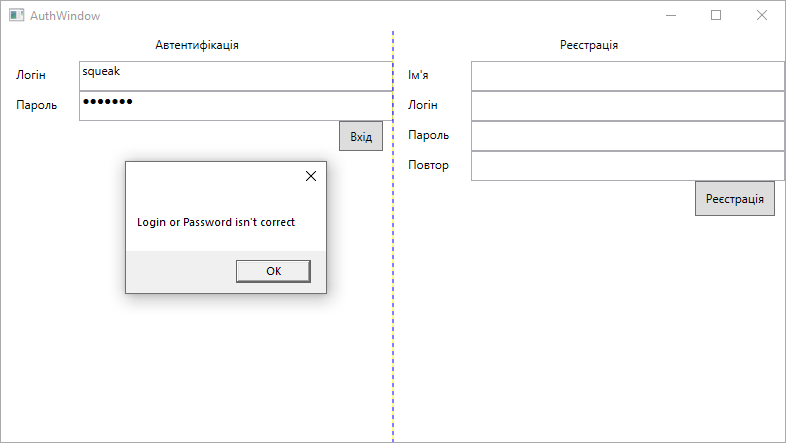 AuthWindow
Автентифікація
Логін
squeak
Пароль
●●●●●●●
Вхід
Реєстрація
Ім'я
Логін
Пароль
Повтор
Реєстрація
Login or Password isn't correct
OK